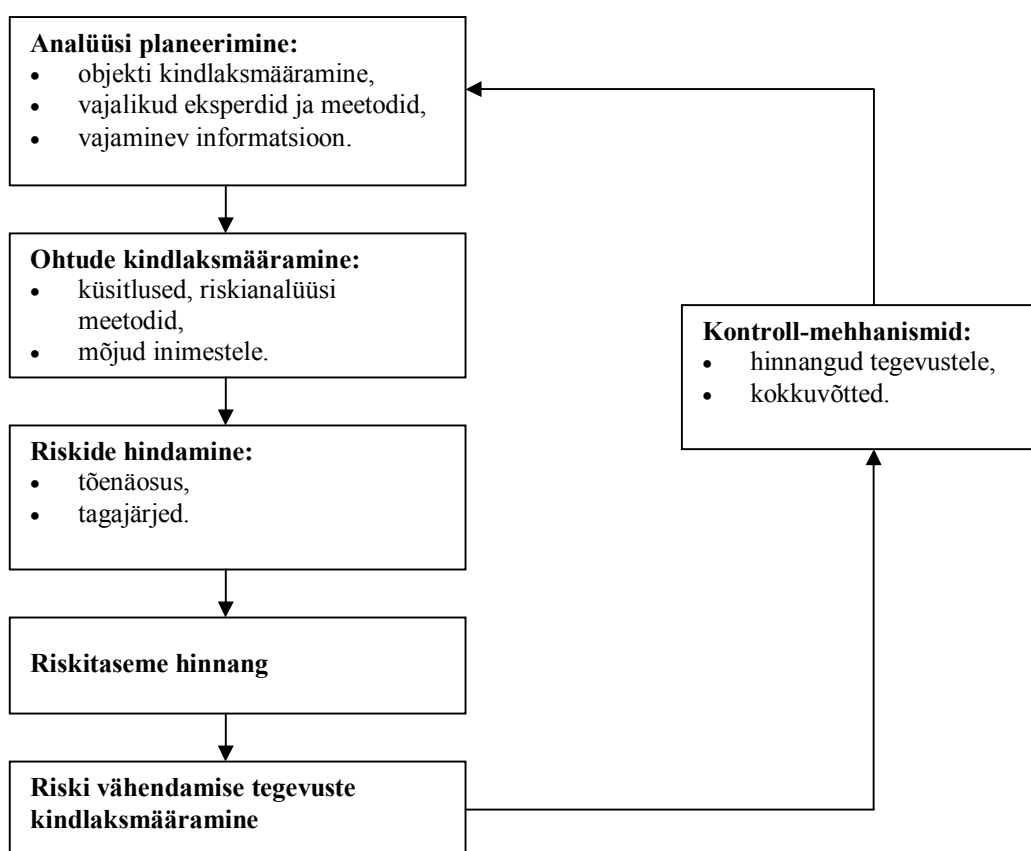 Analüüsi planeerimine:
• objekti kindlaksmääramine,
• vajalikud eksperdid ja meetodid,
• vajaminev informatsioon.
Ohtude kindlaksmääramine:
• küsitlused, riskianalüüsi
meetodid,
• mõjud inimestele.
Riskide hindamine:
• tõenäosus,
• tagajärjed.
Riskitaseme hinnang
Riski vähendamise tegevuste
kindlaksmääramine
Kontroll-mehhanismid:
• hinnangud tegevustele,
• kokkuvõtted.